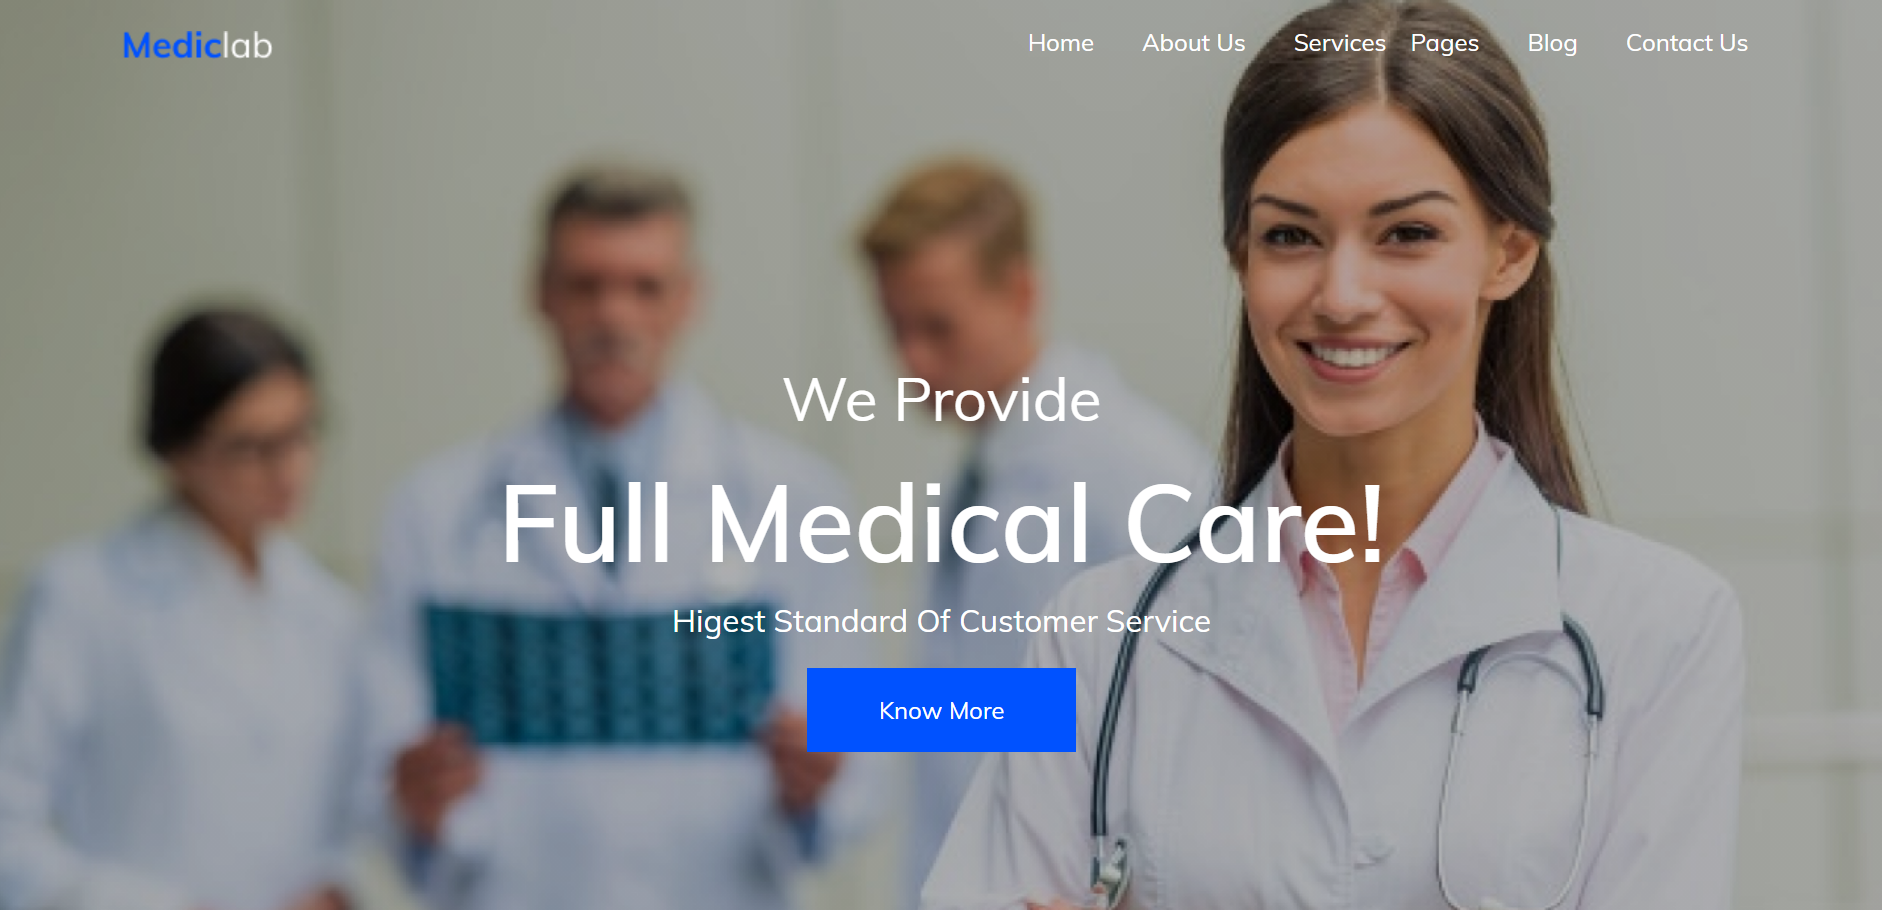 Mediclab
Home About Us Services Pages Blog Contact Us
We Provide
Full Medical Care!
Higest Standard Of Customer Service
Know More